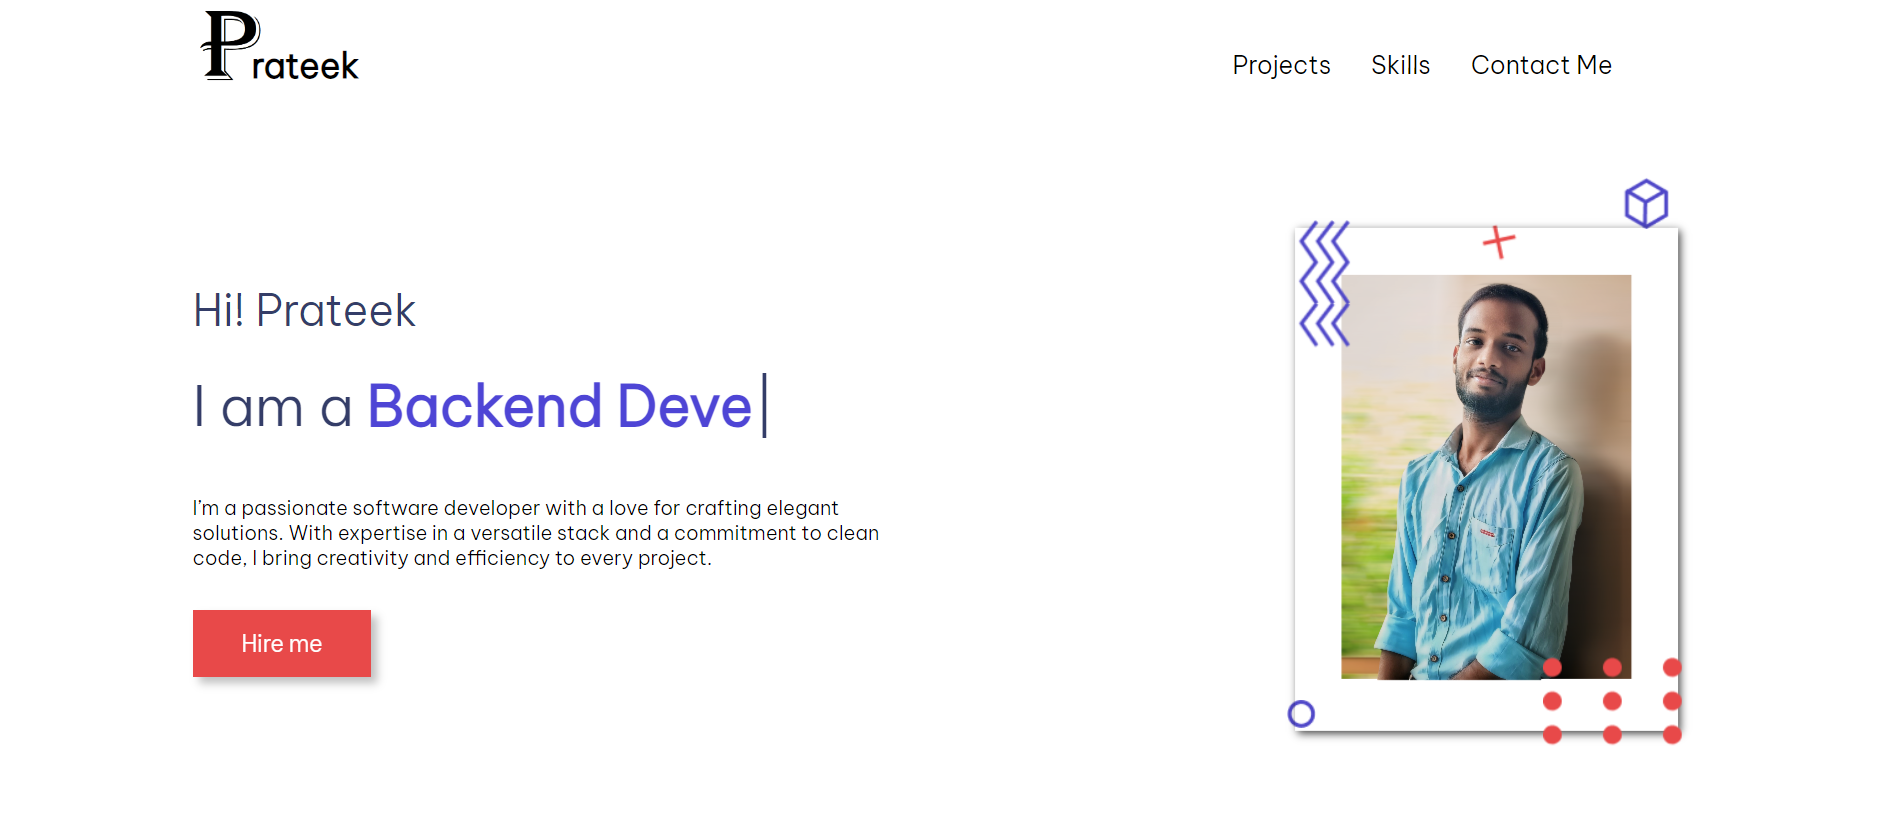 Prateek
Projects Skills Contact Me
Hi! Prateek
I am a Backend Deve
I'm a passionate software developer with a love for crafting elegant
solutions. With expertise in a versatile stack and a commitment to clean
code, I bring creativity and efficiency to every project.
Hire me